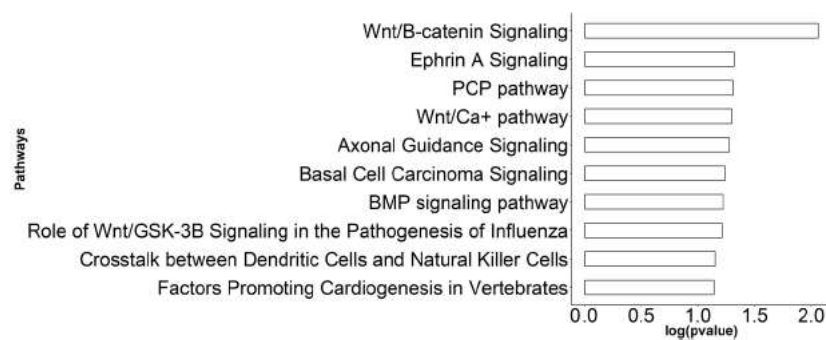 Wnt/B-catenin Signaling
Ephrin A Signaling
PCP pathway
Wnt/Ca+ pathway
Axonal Guidance Signaling
Basal Cell Carcinoma Signaling
BMP signaling pathway
Role of Wnt/GSK-3B Signaling in the Pathogenesis of Influenza
Crosstalk between Dendritic Cells and Natural Killer Cells
Factors Promoting Cardiogenesis in Vertebrates
Pathways
0.0 0.5 1.0 1.5 2.0
log(pvalue)